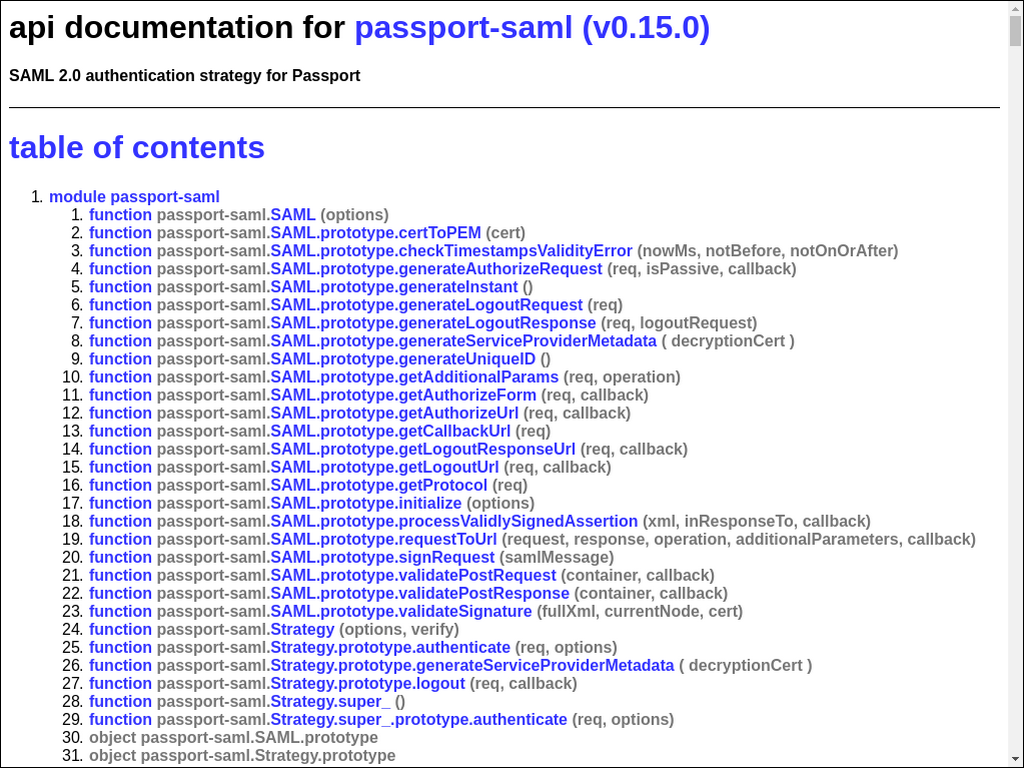 api documentation for passport-saml (v0.15.0)
SAML 2.0 authentication strategy for Passport
table of contents
1. module passport-saml
1. function passport-saml.SAML (options)
2. function passport-saml.SAML.prototype.certToPEM (cert)
3. function passport-saml.SAML.prototype.checkTimestampsValidityError (nowMs, notBefore, notOnOrAfter)
4. function passport-saml.SAML.prototype.generateAuthorizeRequest (req, isPassive, callback)
5. function passport-saml.SAML.prototype.generateInstant ()
6. function passport-saml.SAML.prototype.generateLogoutRequest (req)
7. function passport-saml.SAML.prototype.generateLogoutResponse (req, logoutRequest)
8. function passport-saml.SAML.prototype.generateServiceProviderMetadata ( decryptionCert )
9. function passport-saml.SAML.prototype.generateUniqueID ()
10. function passport-saml.SAML.prototype.getAdditionalParams (req, operation)
11. function passport-saml.SAML.prototype.getAuthorizeForm (req, callback)
12. function passport-saml.SAML.prototype.getAuthorizeUrl (req, callback)
13. function passport-saml.SAML.prototype.getCallbackUrl (req)
14. function passport-saml.SAML.prototype.getLogoutResponseUrl (req, callback)
15. function passport-saml.SAML.prototype.getLogoutUrl (req, callback)
16. function passport-saml.SAML.prototype.getProtocol (req)
17. function passport-saml.SAML.prototype.initialize (options)
18. function passport-saml.SAML.prototype.processValidlySignedAssertion (xml, inResponseTo, callback)
19. function passport-saml.SAML.prototype.requestToUrl (request, response, operation, additionalParameters, callback)
20. function passport-saml.SAML.prototype.signRequest (samlMessage)
21. function passport-saml.SAML.prototype.validatePostRequest (container, callback)
22. function passport-saml.SAML.prototype.validatePostResponse (container, callback)
23. function passport-saml.SAML.prototype.validateSignature (fullXml, currentNode, cert)
24. function passport-saml.Strategy (options, verify)
25. function passport-saml.Strategy.prototype.authenticate (req, options)
26. function passport-saml.Strategy.prototype.generateServiceProviderMetadata ( decryptionCert )
27. function passport-saml.Strategy.prototype.logout (req, callback)
28. function passport-saml.Strategy.super_ ()
29. function passport-saml.Strategy.super_.prototype.authenticate (req, options)
30. object passport-saml.SAML.prototype
31. object passport-saml.Strategy.prototype